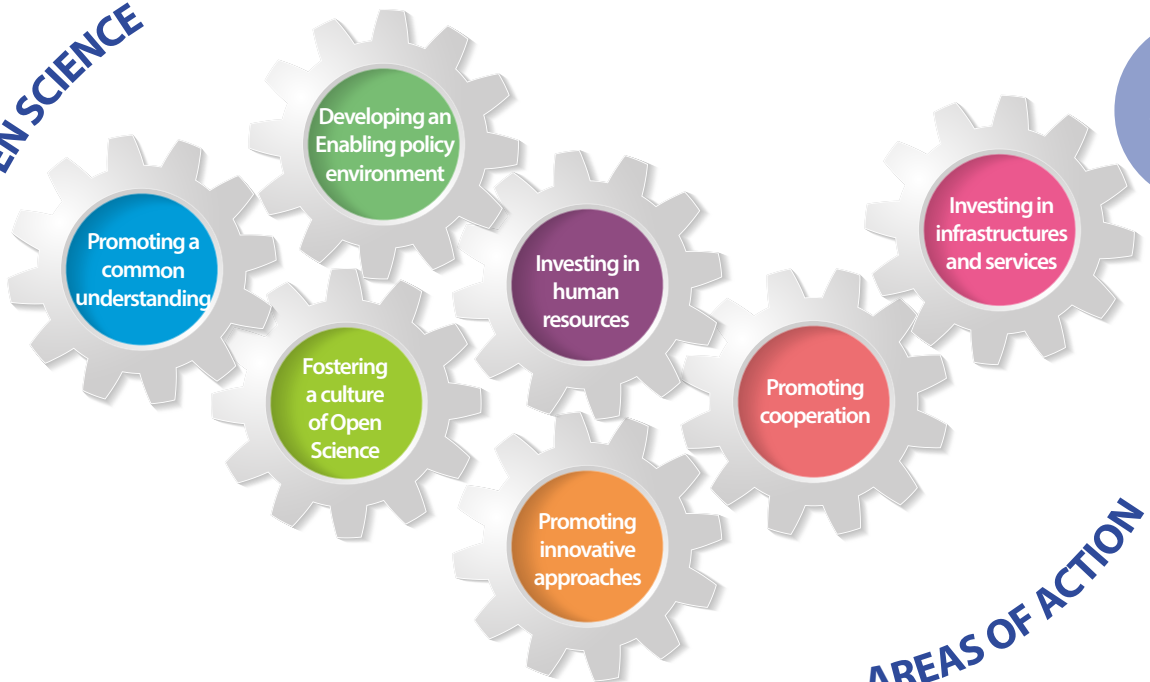 EN SCIENCE
Developing an
Enabling policy
environment
Promoting a
common
understanding
Investing in
human
resources
Investing in
infrastructures
and services
Fostering
a culture
of Open
Science
Promoting
cooperation
Promoting
innovative
approaches
AREAS OF ACTION